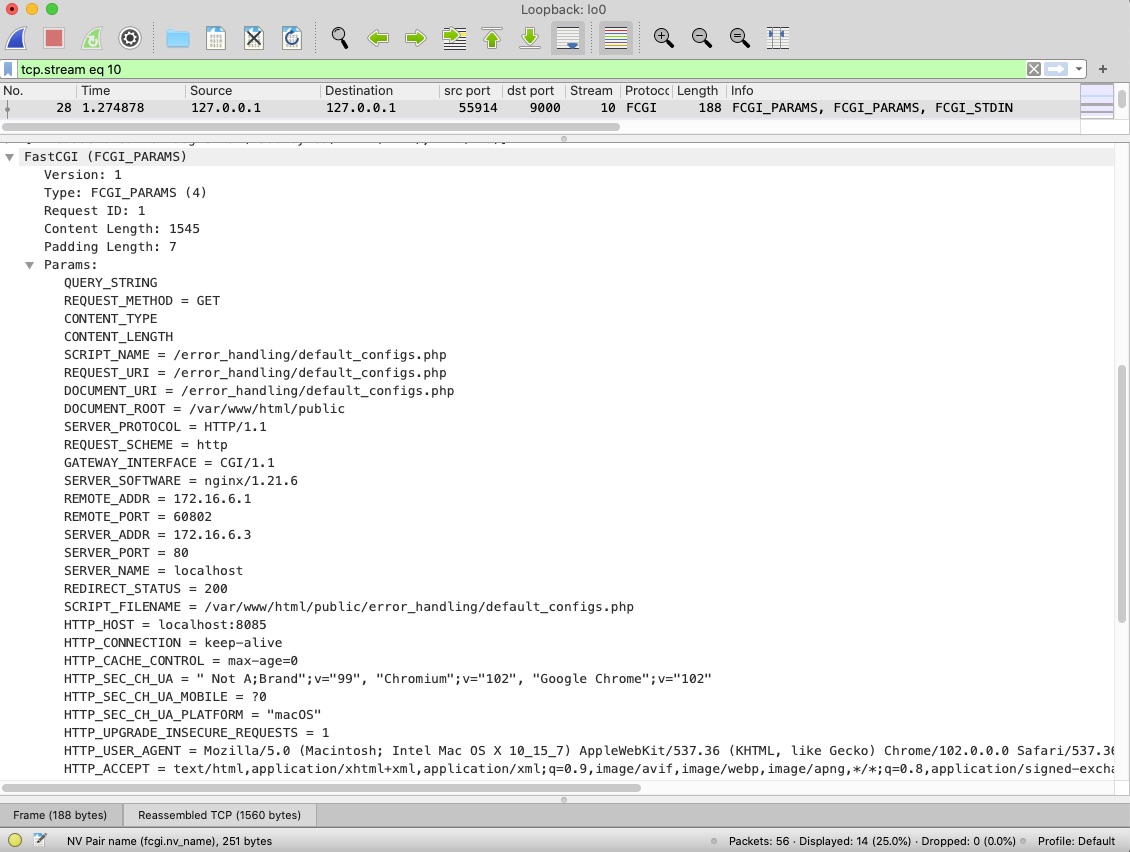 Loopback: lo0
tcp.stream eq 10
No. Time Source Destination src port dst port Stream Protocc Length Info
28 1.274878 127.0.0.1 127.0.0.1 55914 9000 10 FCGI 188 FCGI_PARAMS, FCGI_PARAMS, FCGI_STDIN
FastCGI (FCGI_PARAMS)
Version: 1
Type: FCGI_PARAMS (4)
Request ID: 1
Content Length: 1545
Padding Length: 7
Params:
QUERY_STRING
REQUEST_METHOD = GET
CONTENT_TYPE
CONTENT_LENGTH
SCRIPT_NAME = /error_handling/default_configs.php
REQUEST_URI = /error_handling/default_configs.php
DOCUMENT_URI = /error_handling/default_configs.php
DOCUMENT_ROOT = /var/www/html/public
SERVER_PROTOCOL = HTTP/1.1
REQUEST_SCHEME = http
GATEWAY_INTERFACE = CGI/1.1
SERVER_SOFTWARE = nginx/1.21.6
REMOTE_ADDR = 172.16.6.1
REMOTE_PORT = 60802
SERVER_ADDR = 172.16.6.3
SERVER_PORT = 80
SERVER_NAME = localhost
REDIRECT_STATUS = 200
SCRIPT_FILENAME = /var/www/html/public/error_handling/default_configs.php
HTTP_HOST = localhost:8085
HTTP_CONNECTION = keep-alive
HTTP_CACHE_CONTROL = max-age=0
HTTP_SEC_CH_UA = " Not A;Brand";v="99", "Chromium";v="102", "Google Chrome";v="102"
HTTP_SEC_CH_UA_MOBILE = ?0
HTTP_SEC_CH_UA_PLATFORM = "macOS"
HTTP_UPGRADE_INSECURE_REQUESTS = 1
HTTP_USER_AGENT = Mozilla/5.0 (Macintosh; Intel Mac OS X 10_15_7) AppleWebKit/537.36 (KHTML, like Gecko) Chrome/102.0.0.0 Safari/537.36
HTTP_ACCEPT = text/html,application/xhtml+xml,application/xml;q=0.9,image/avif,image/webp,image/apng,*/*;q=0.8,application/signed-excha
Frame (188 bytes) Reassembled TCP (1560 bytes)
NV Pair name (fcgi.nv_name), 251 bytes Packets: 56 · Displayed: 14 (25.0%) · Dropped: 0 (0.0%) Profile: Default